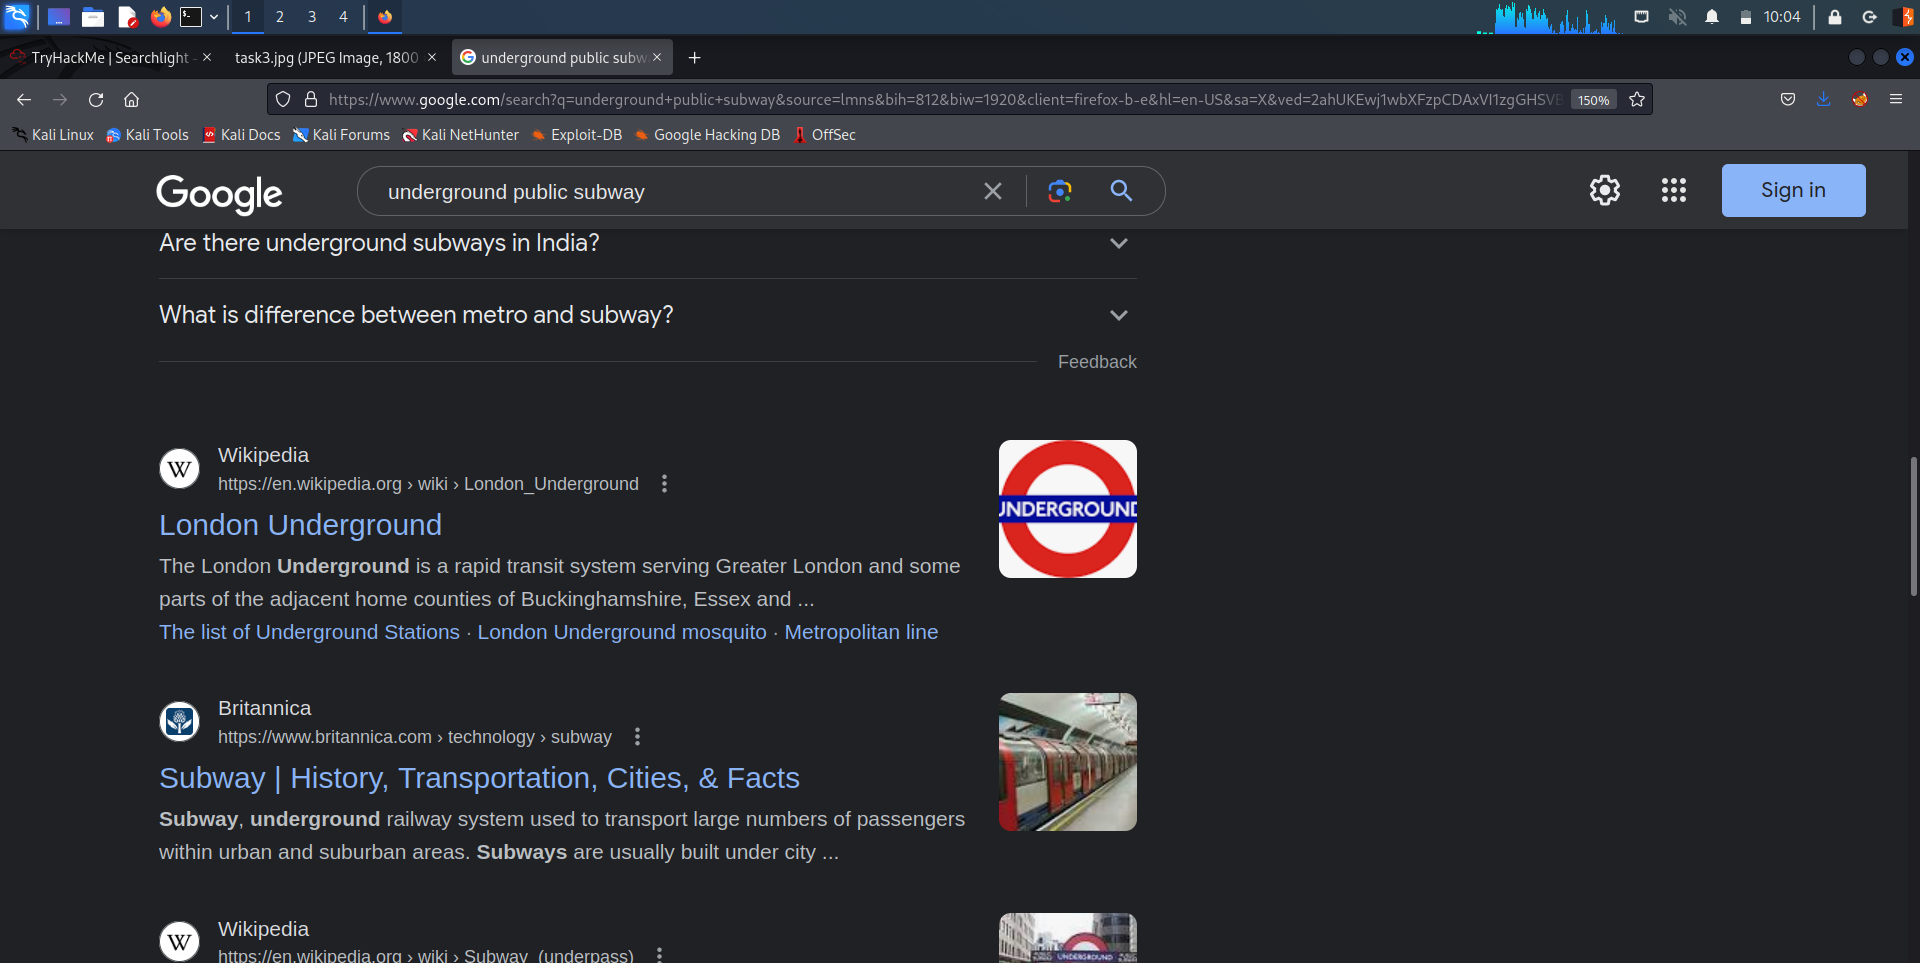 1 2 3 4
10:04
TryHackMe | Searchlight
task3.jpg (JPEG Image, 1800
underground public subw
https://www.google.com/search?q=underground+public+subway&source=lmns&bih=812&biw=1920&client=firefox-b-e&hl=en-US&sa=X&ved=2ahUKEwj1wbXFzpCDAxVI1zgGHSVB
150%
Kali Linux Kali Tools Kali Docs Kali Forums Kali NetHunter Exploit-DB Google Hacking DB OffSec
Google
underground public subway
Sign in
Are there underground subways in India?
What is difference between metro and subway?
Feedback
Wikipedia
https://en.wikipedia.org › wiki › London_Underground
London Underground
The London Underground is a rapid transit system serving Greater London and some
parts of the adjacent home counties of Buckinghamshire, Essex and ...
The list of Underground Stations · London Underground mosquito · Metropolitan line
UNDERGROUND
Britannica
https://www.britannica.com › technology › subway
Subway | History, Transportation, Cities, & Facts
Subway, underground railway system used to transport large numbers of passengers
within urban and suburban areas. Subways are usually built under city ...
Wikipedia
https://en.wikipedia.org › wiki › Subway_(underpass)
UNDERGROUND